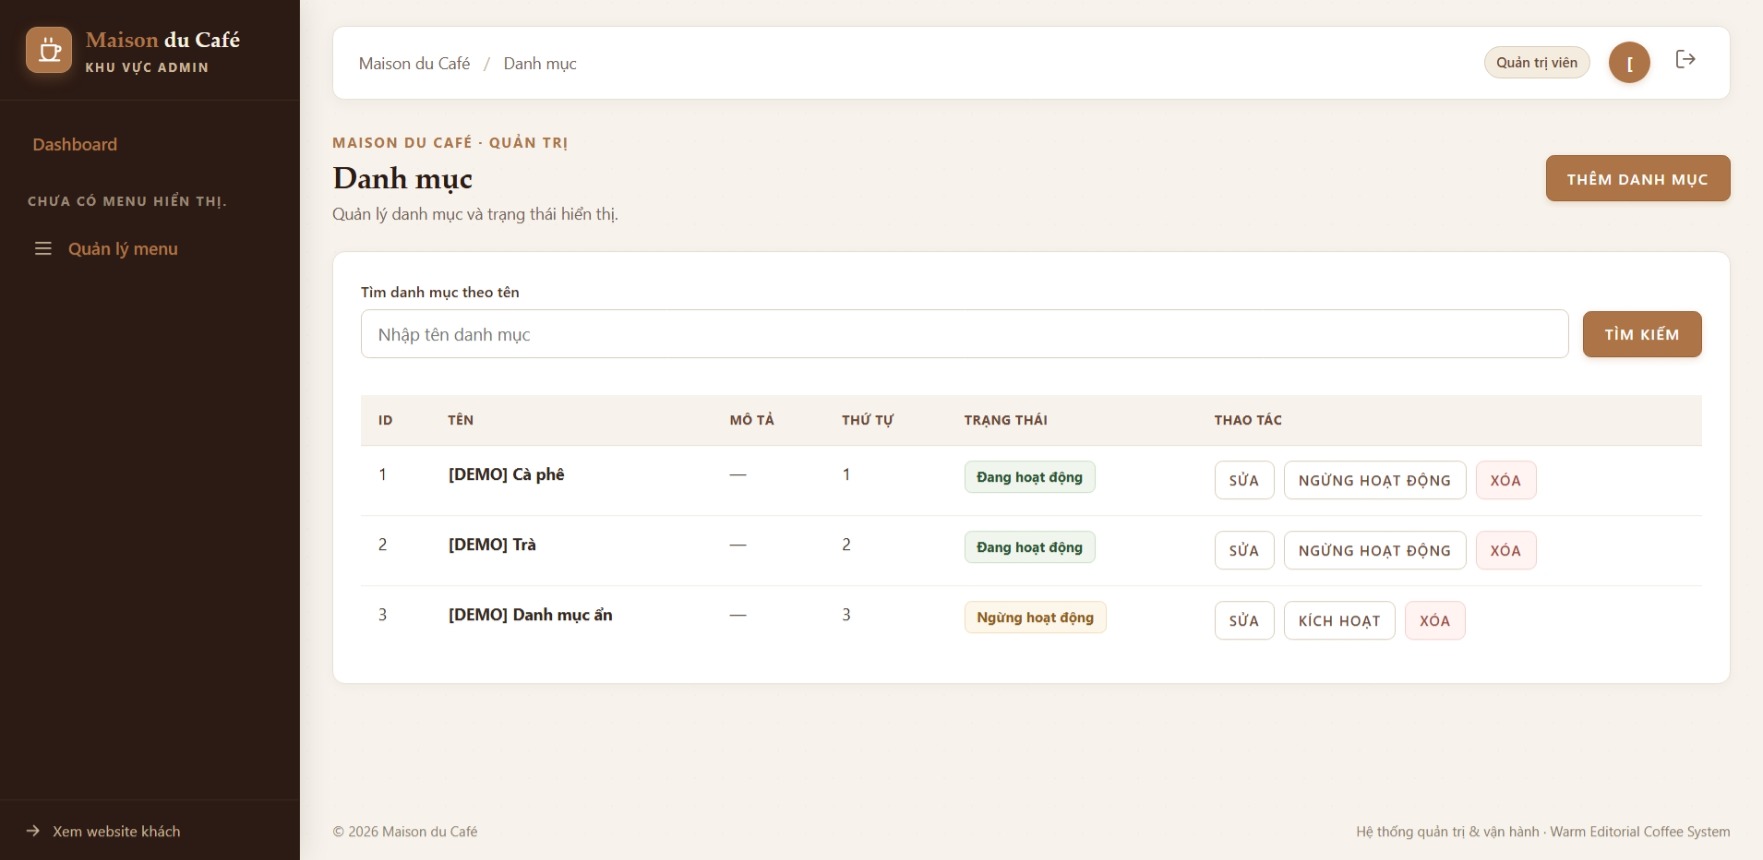 Maison du Café
KHU VỰC ADMIN
Dashboard
CHƯA CÓ MENU HIỂN THỊ.
Quản lý menu
Xem website khách
Maison du Café / Danh mục
Quản trị viên
[
MAISON DU CAFÉ · QUẢN TRỊ
Danh mục
Quản lý danh mục và trạng thái hiển thị.
THÊM DANH MỤC
Tìm danh mục theo tên
Nhập tên danh mục
TÌM KIẾM
ID TÊN MÔ TẢ THỨ TỰ TRẠNG THÁI THAO TÁC
1 [DEMO] Cà phê — 1 Đang hoạt động SỬA NGỪNG HOẠT ĐỘNG XÓA
2 [DEMO] Trà — 2 Đang hoạt động SỬA NGỪNG HOẠT ĐỘNG XÓA
3 [DEMO] Danh mục ẩn — 3 Ngừng hoạt động SỬA KÍCH HOẠT XÓA
© 2026 Maison du Café
Hệ thống quản trị & vận hành · Warm Editorial Coffee System